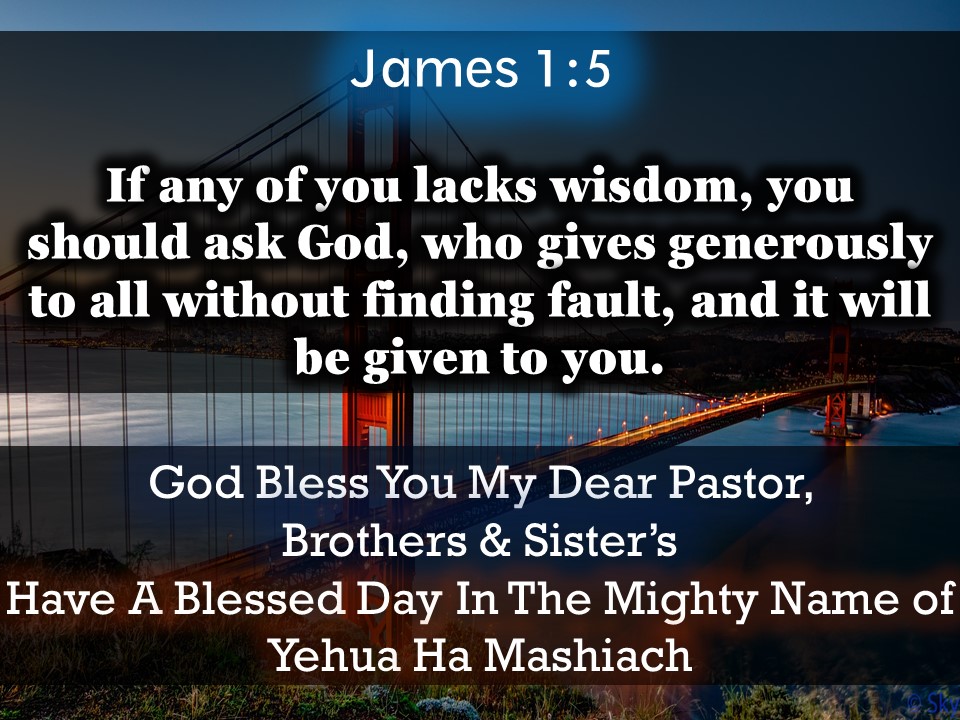 James 1:5
If any of you lacks wisdom, you
should ask God, who gives generously
to all without finding fault, and it will
be given to you.
God Bless You My Dear Pastor,
Brothers & Sister’s
Have A Blessed Day In The Mighty Name of
Yehua Ha Mashiach